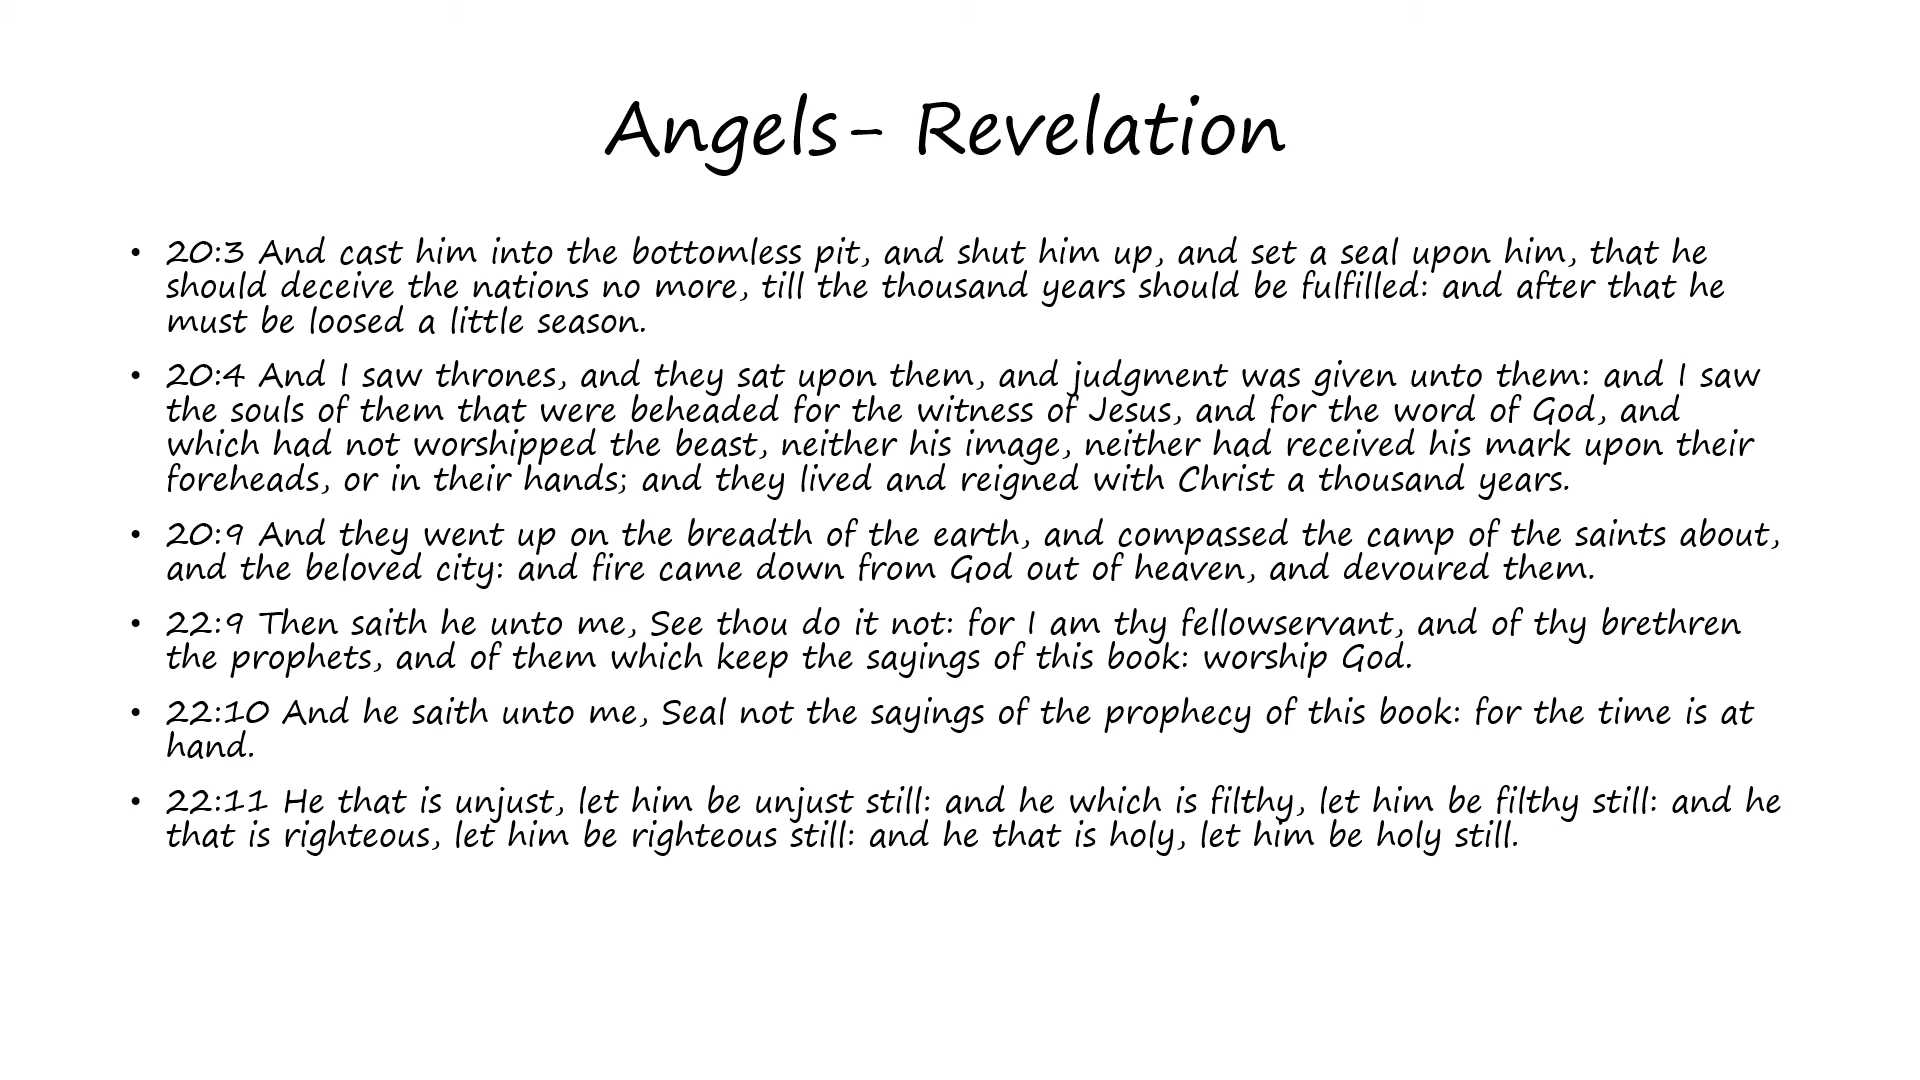 Angels- Revelation
• 20:3 And cast him into the bottomless pit, and shut him up, and set a seal upon him, that he
should deceive the nations no more, till the thousand years should be fulfilled: and after that he
must be loosed a little season.
• 20:4 And I saw thrones, and they sat upon them, and judgment was given unto them: and I saw
the souls of them that were beheaded for the witness of Jesus, and for the word of God, and
which had not worshipped the beast, neither his image, neither had received his mark upon their
foreheads, or in their hands; and they lived and reigned with Christ a thousand years.
• 20:9 And they went up on the breadth of the earth, and compassed the camp of the saints about,
and the beloved city: and fire came down from God out of heaven, and devoured them.
• 22:9 Then saith he unto me, See thou do it not: for I am thy fellowservant, and of thy brethren
the prophets, and of them which keep the sayings of this book: worship God.
• 22:10 And he saith unto me, Seal not the sayings of the prophecy of this book: for the time is at
hand.
• 22:11 He that is unjust, let him be unjust still: and he which is filthy, let him be filthy still: and he
that is righteous, let him be righteous still: and he that is holy, let him be holy still.